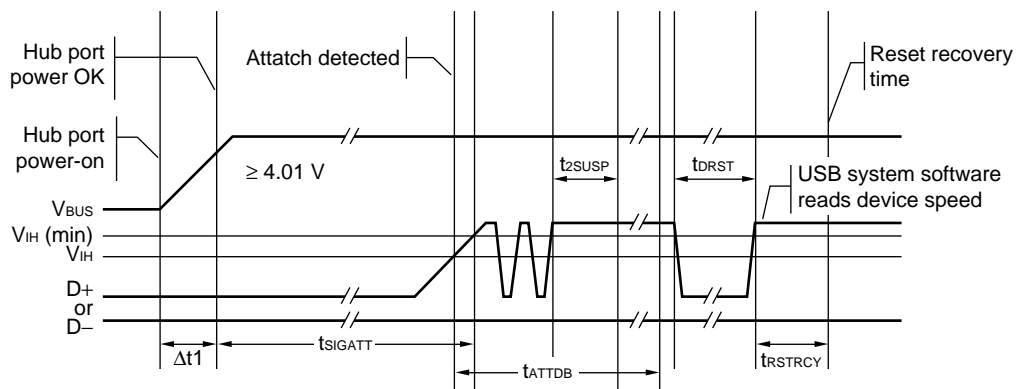 Hub port
power OK
Attatch detected
Reset recovery
time
Hub port
power-on
≥ 4.01 V
t2SUSP
tDRST
USB system software
reads device speed
VBUS
VIH (min)
VIH
D+
or
D−
Δt1
tSIGATT
tATTDB
tRSTRCY